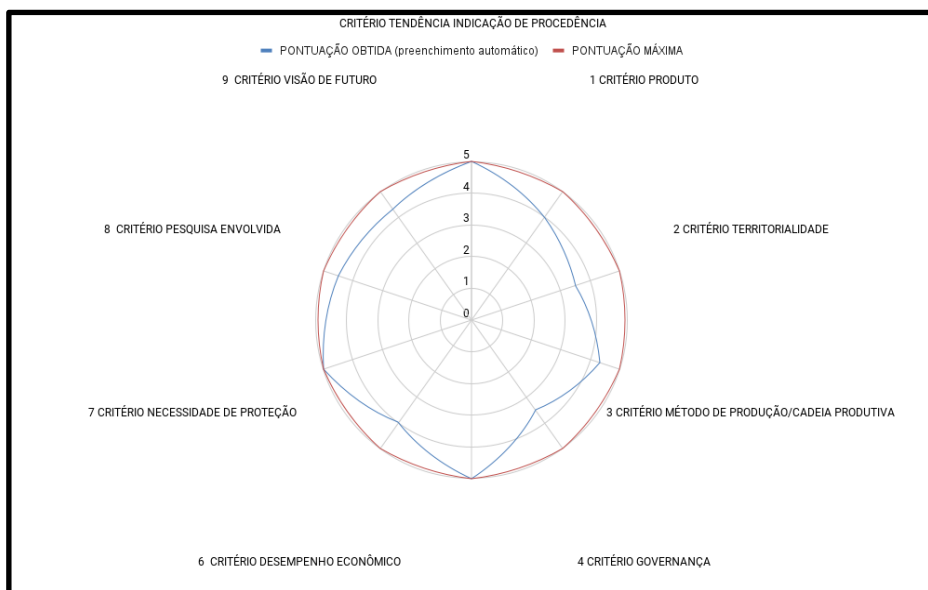 CRITÉRIO TENDÊNCIA INDICAÇÃO DE PROCEDÊNCIA
PONTUAÇÃO OBTIDA (preenchimento automático) PONTUAÇÃO MÁXIMA
9 CRITÉRIO VISÃO DE FUTURO
1 CRITÉRIO PRODUTO
5
4
8 CRITÉRIO PESQUISA ENVOLVIDA
2 CRITÉRIO TERRITORIALIDADE
3
2
1
0
7 CRITÉRIO NECESSIDADE DE PROTEÇÃO
3 CRITÉRIO MÉTODO DE PRODUÇÃO/CADEIA PRODUTIVA
6 CRITÉRIO DESEMPENHO ECONÔMICO
4 CRITÉRIO GOVERNANÇA